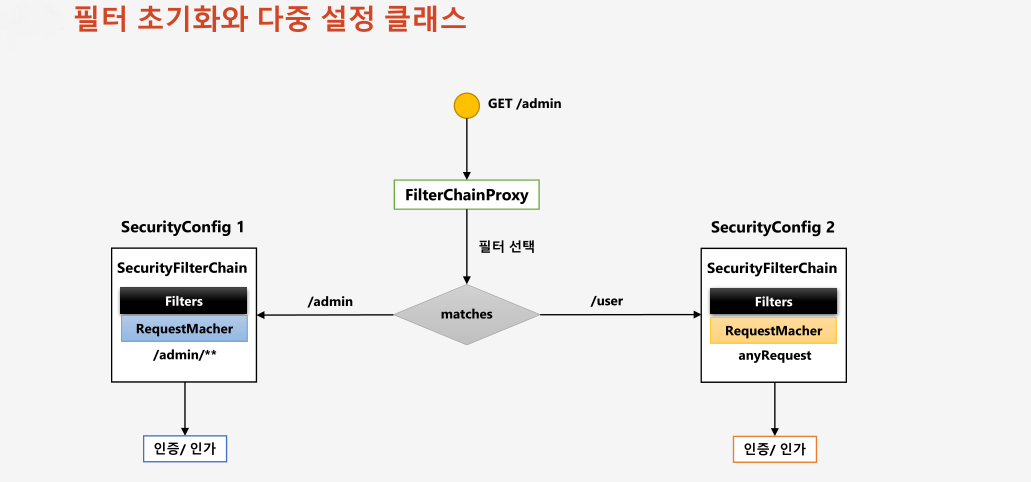 필터 초기화와 다중 설정 클래스
GET /admin
FilterChainProxy
필터 선택
matches
/admin
/user
SecurityConfig 1
SecurityFilterChain
Filters
RequestMacher
/admin/**
인증/ 인가
SecurityConfig 2
SecurityFilterChain
Filters
RequestMacher
anyRequest
인증/ 인가